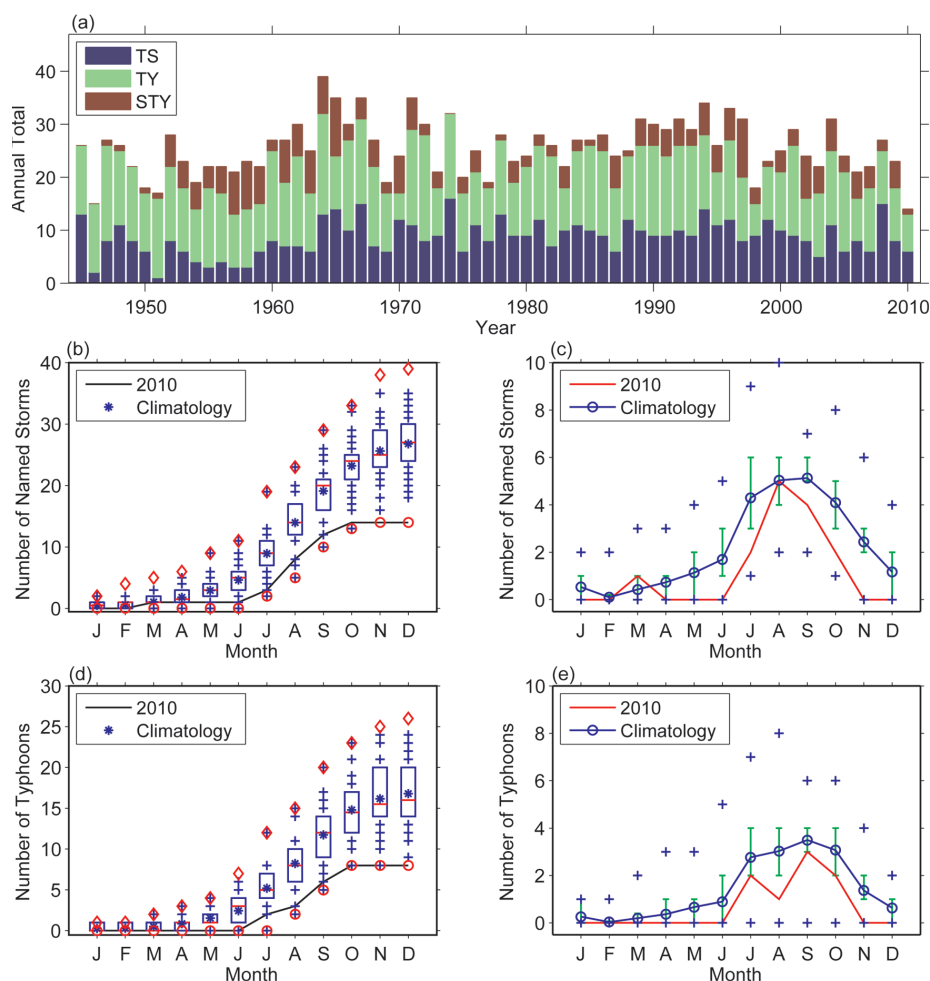 (a)
TS
TY
STY
Annual Total
40
30
20
10
0
1950 1960 1970 1980 1990 2000 2010
Year
(b)
2010
Climatology
Number of Named Storms
40
30
20
10
0
J F M A M J J A S O N D
Month
(c)
2010
Climatology
Number of Named Storms
10
8
6
4
2
0
J F M A M J J A S O N D
Month
(d)
2010
Climatology
Number of Typhoons
30
25
20
15
10
5
0
J F M A M J J A S O N D
Month
(e)
2010
Climatology
Number of Typhoons
10
8
6
4
2
0
J F M A M J J A S O N D
Month